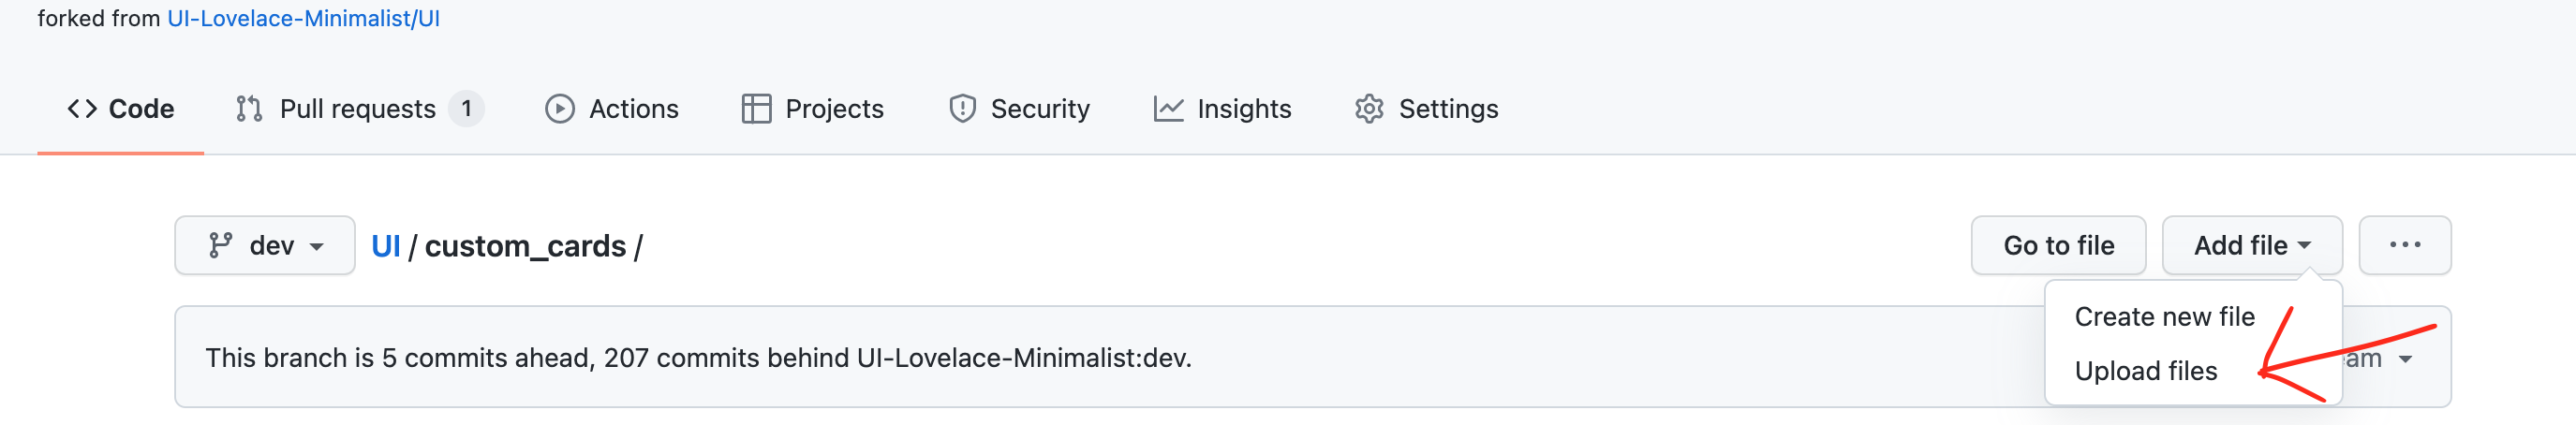 forked from UI-Lovelace-Minimalist/UI
Code Pull requests 1 Actions Projects Security Insights Settings
dev UI / custom_cards / Go to file Add file ...
Create new file
This branch is 5 commits ahead, 207 commits behind UI-Lovelace-Minimalist:dev.
Upload files